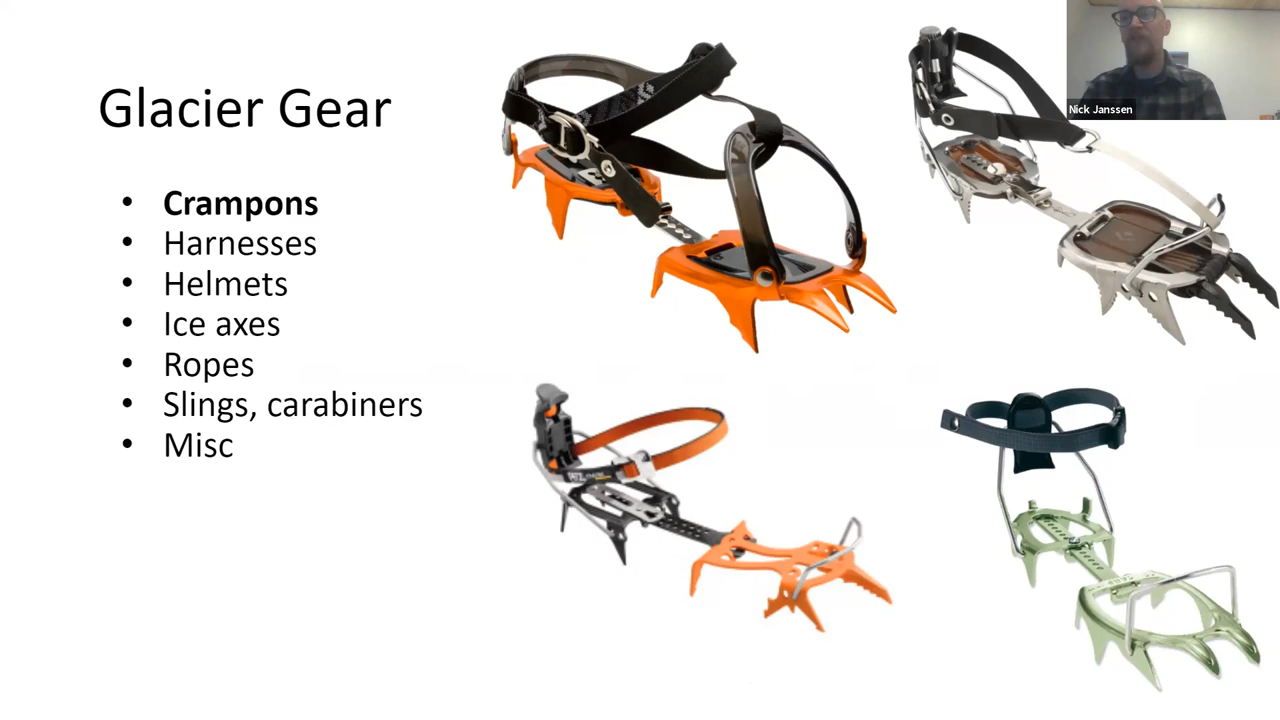 Glacier Gear
• Crampons
• Harnesses
• Helmets
• Ice axes
• Ropes
• Slings, carabiners
• Misc
Nick Janssen